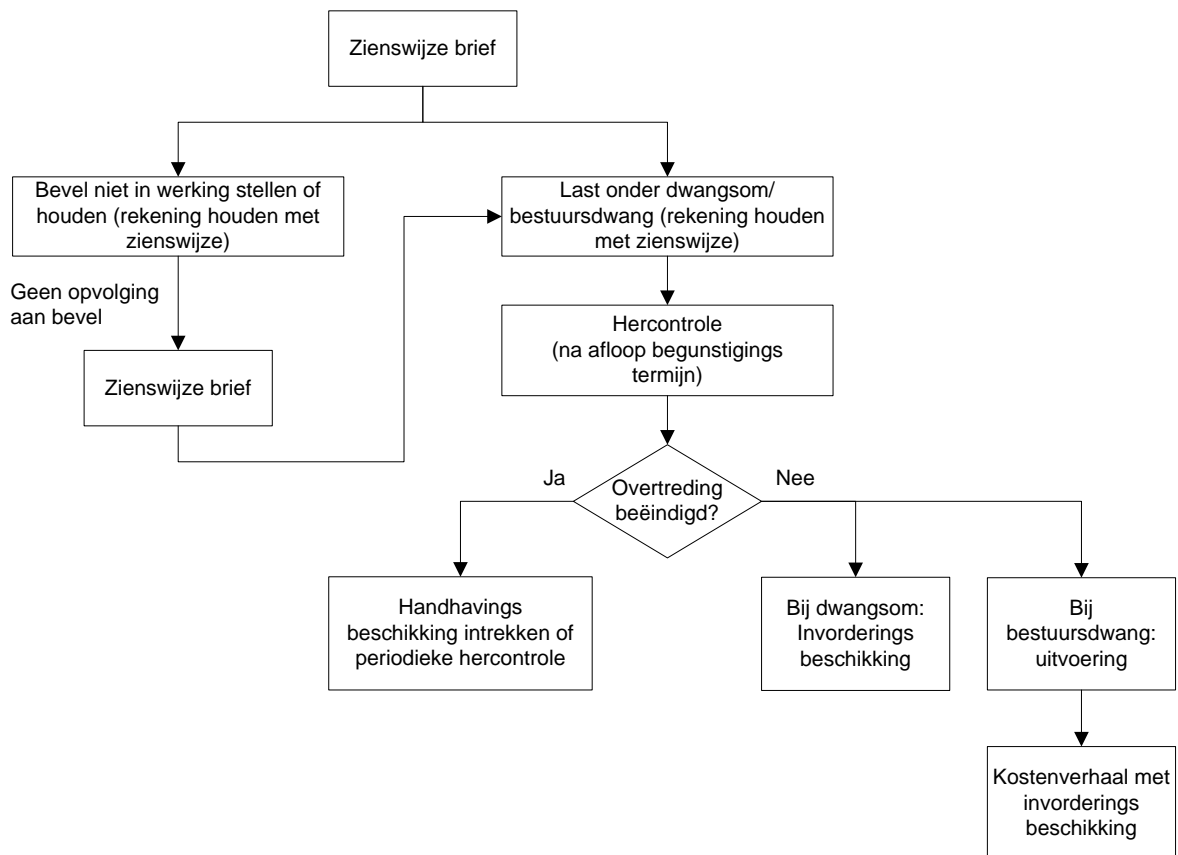 Zienswijze brief
Bevel niet in werking stellen of
houden (rekening houden met
zienswijze)
Last onder dwangsom/
bestuursdwang (rekening houden
met zienswijze)
Geen opvolging
aan bevel
Hercontrole
(na afloop begunstigings
termijn)
Zienswijze brief
Ja
Nee
Overtreding
beëindigd?
Handhavings
beschikking intrekken of
periodieke hercontrole
Bij dwangsom:
Invorderings
beschikking
Bij
bestuursdwang:
uitvoering
Kostenverhaal met
invorderings
beschikking